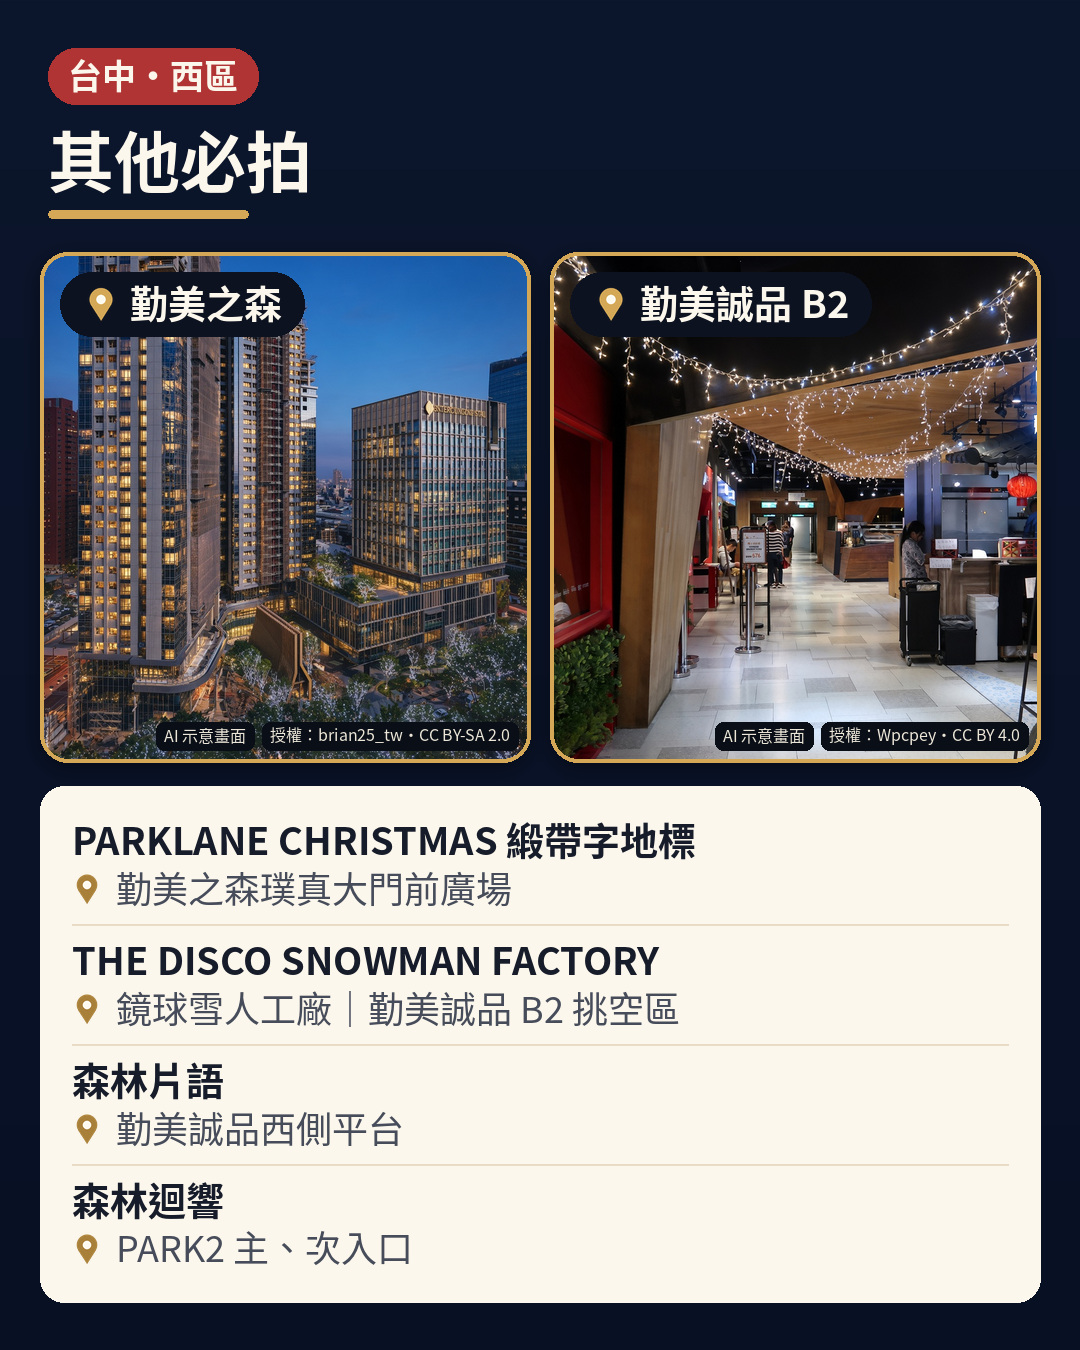 台中・西區
其他必拍
勤美之森
勤美誠品 B2
INTERCONTINENTAL
AI 示意畫面
授權：brian25_tw・CC BY-SA 2.0
AI 示意畫面
授權：Wpcpey・CC BY 4.0
PARKLANE CHRISTMAS 緞帶字地標
勤美之森璞真大門前廣場
THE DISCO SNOWMAN FACTORY
鏡球雪人工廠｜勤美誠品 B2 挑空區
森林片語
勤美誠品西側平台
森林迴響
PARK2 主、次入口